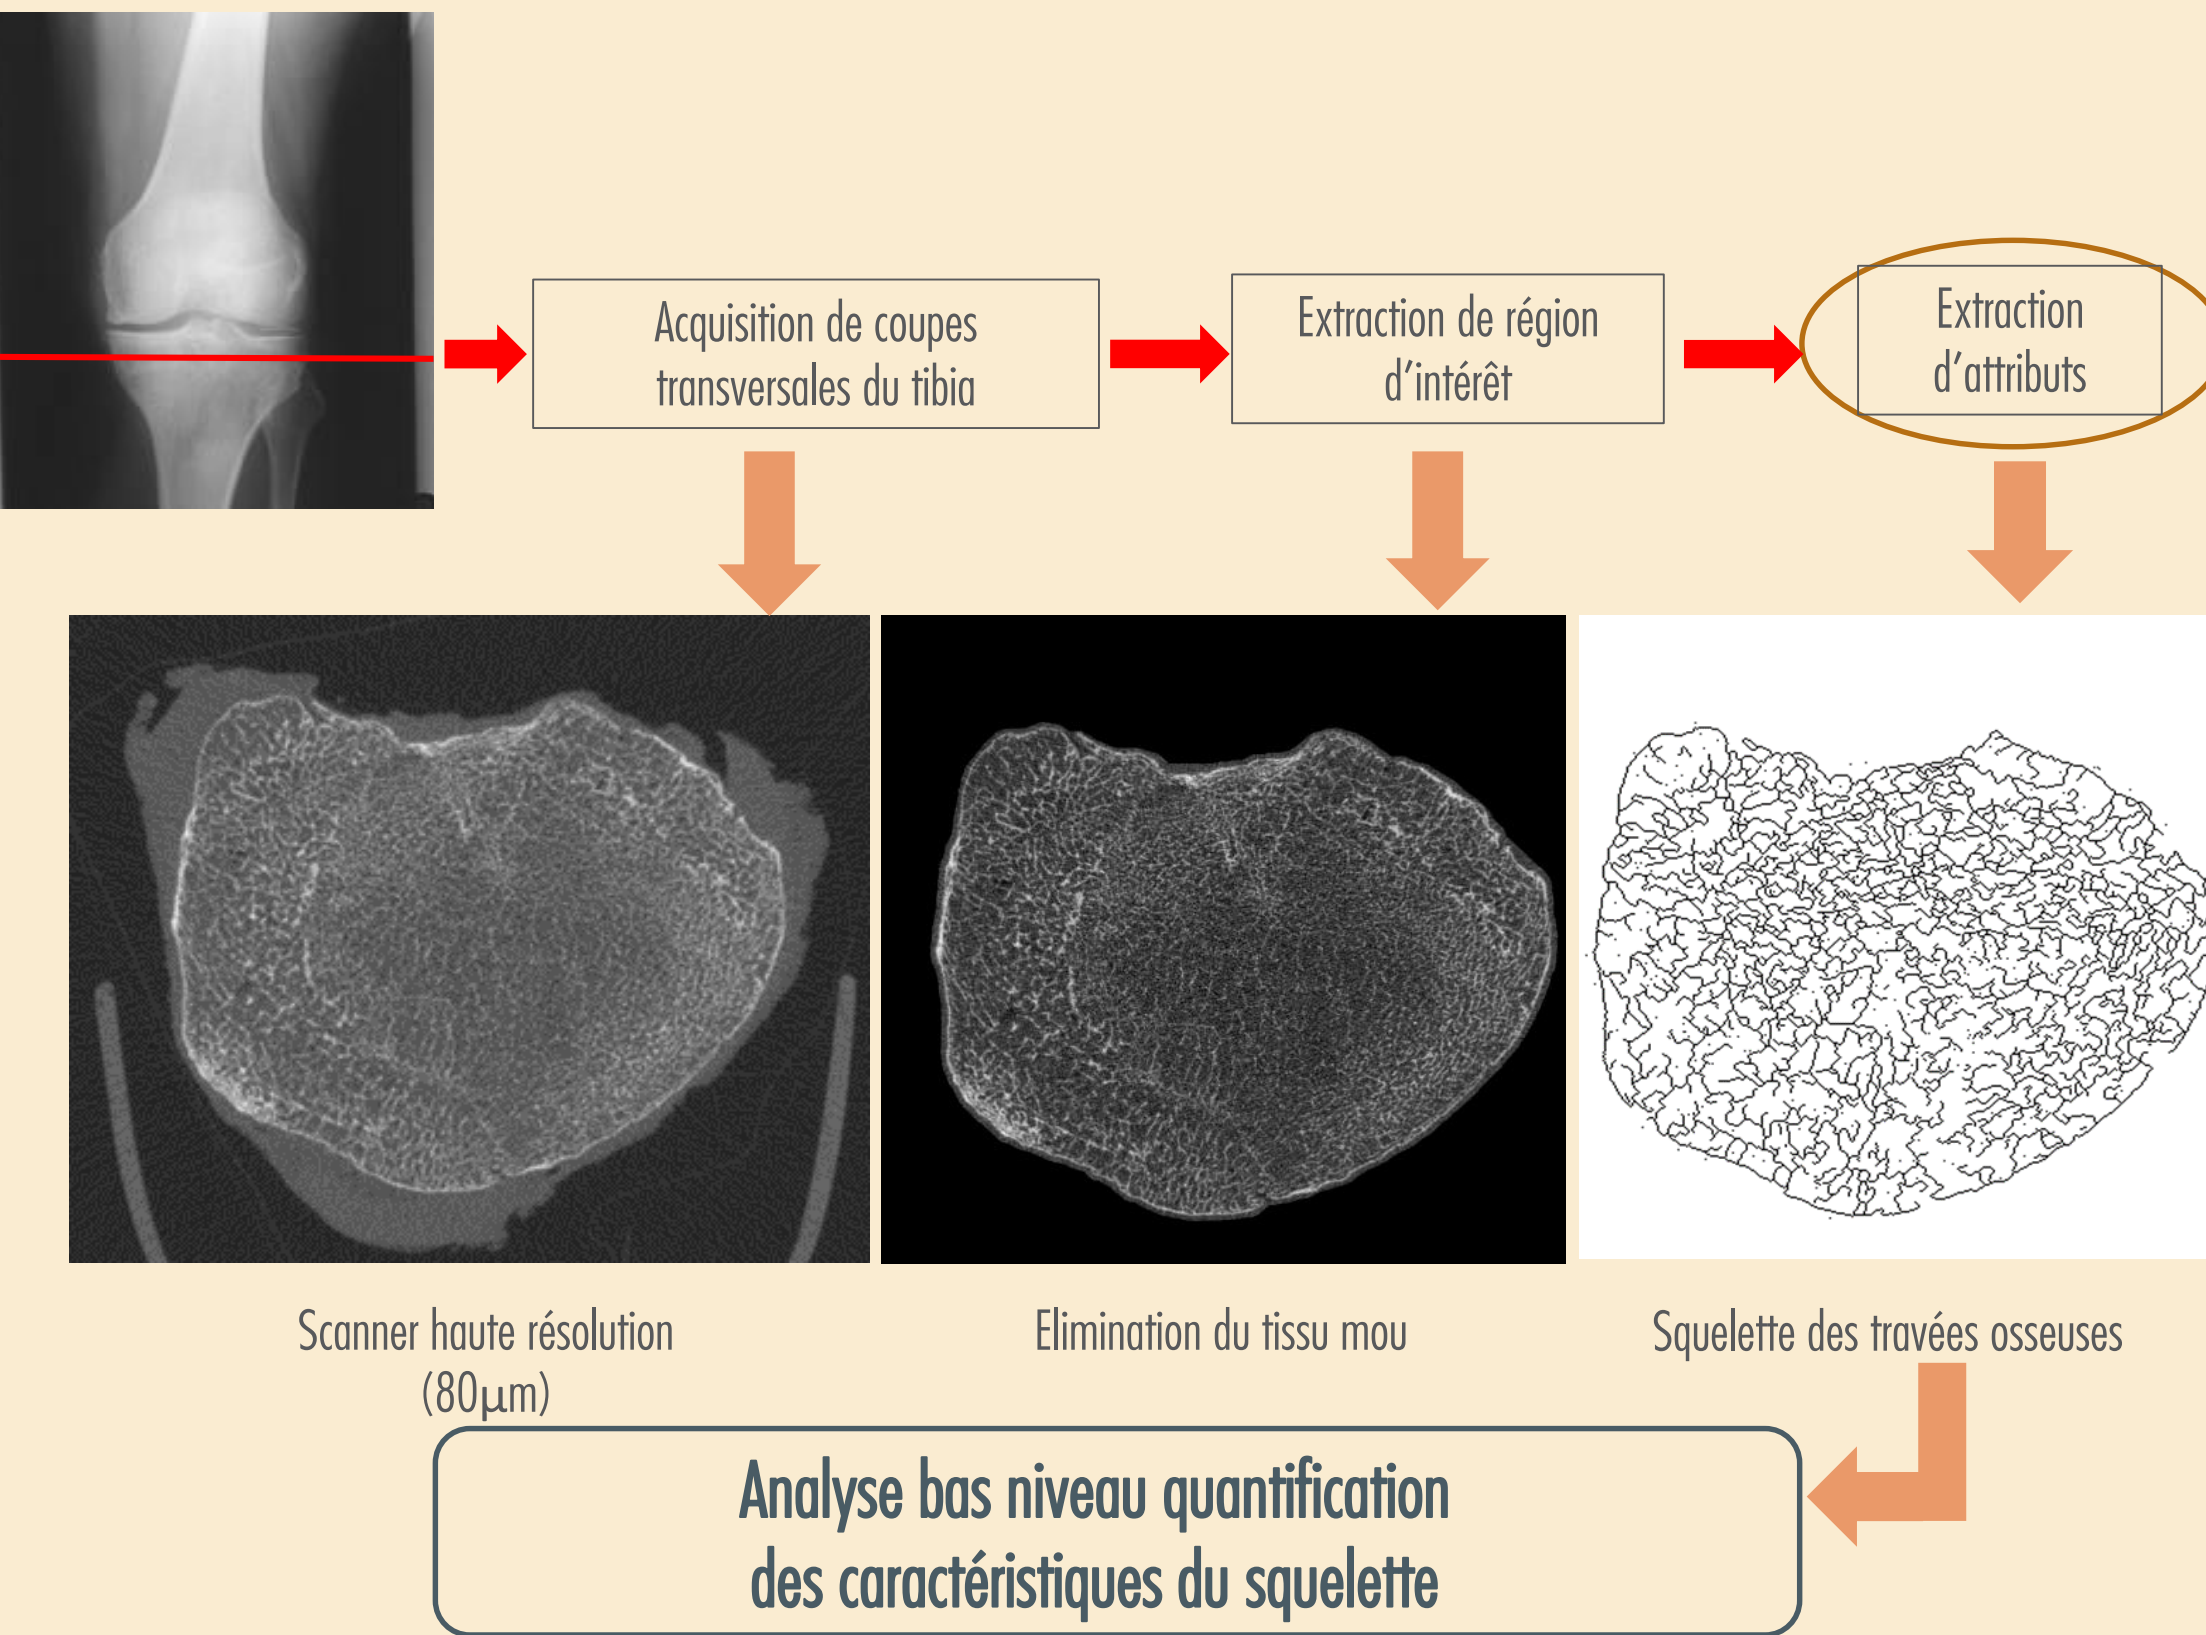 Acquisition de coupes
transversales du tibia
Extraction de région
d'intérêt
Extraction
d'attributs
Scanner haute résolution
(80μm)
Elimination du tissu mou
Squelette des travées osseuses
Analyse bas niveau quantification
des caractéristiques du squelette